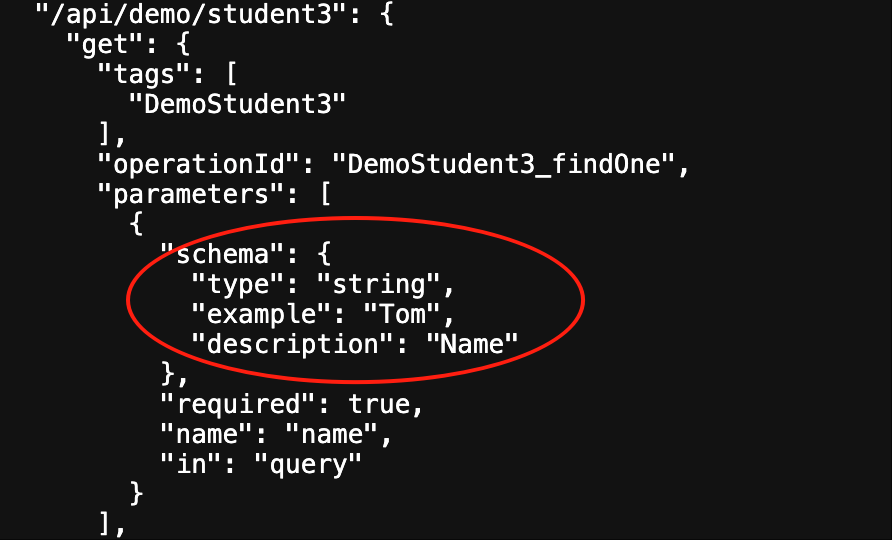 "/api/demo/student3": {
"get": {
"tags": [
"DemoStudent3"
],
"operationId": "DemoStudent3_findOne",
"parameters": [
{
"schema": {
"type": "string",
"example": "Tom",
"description": "Name"
},
"required": true,
"name": "name",
"in": "query"
}
],